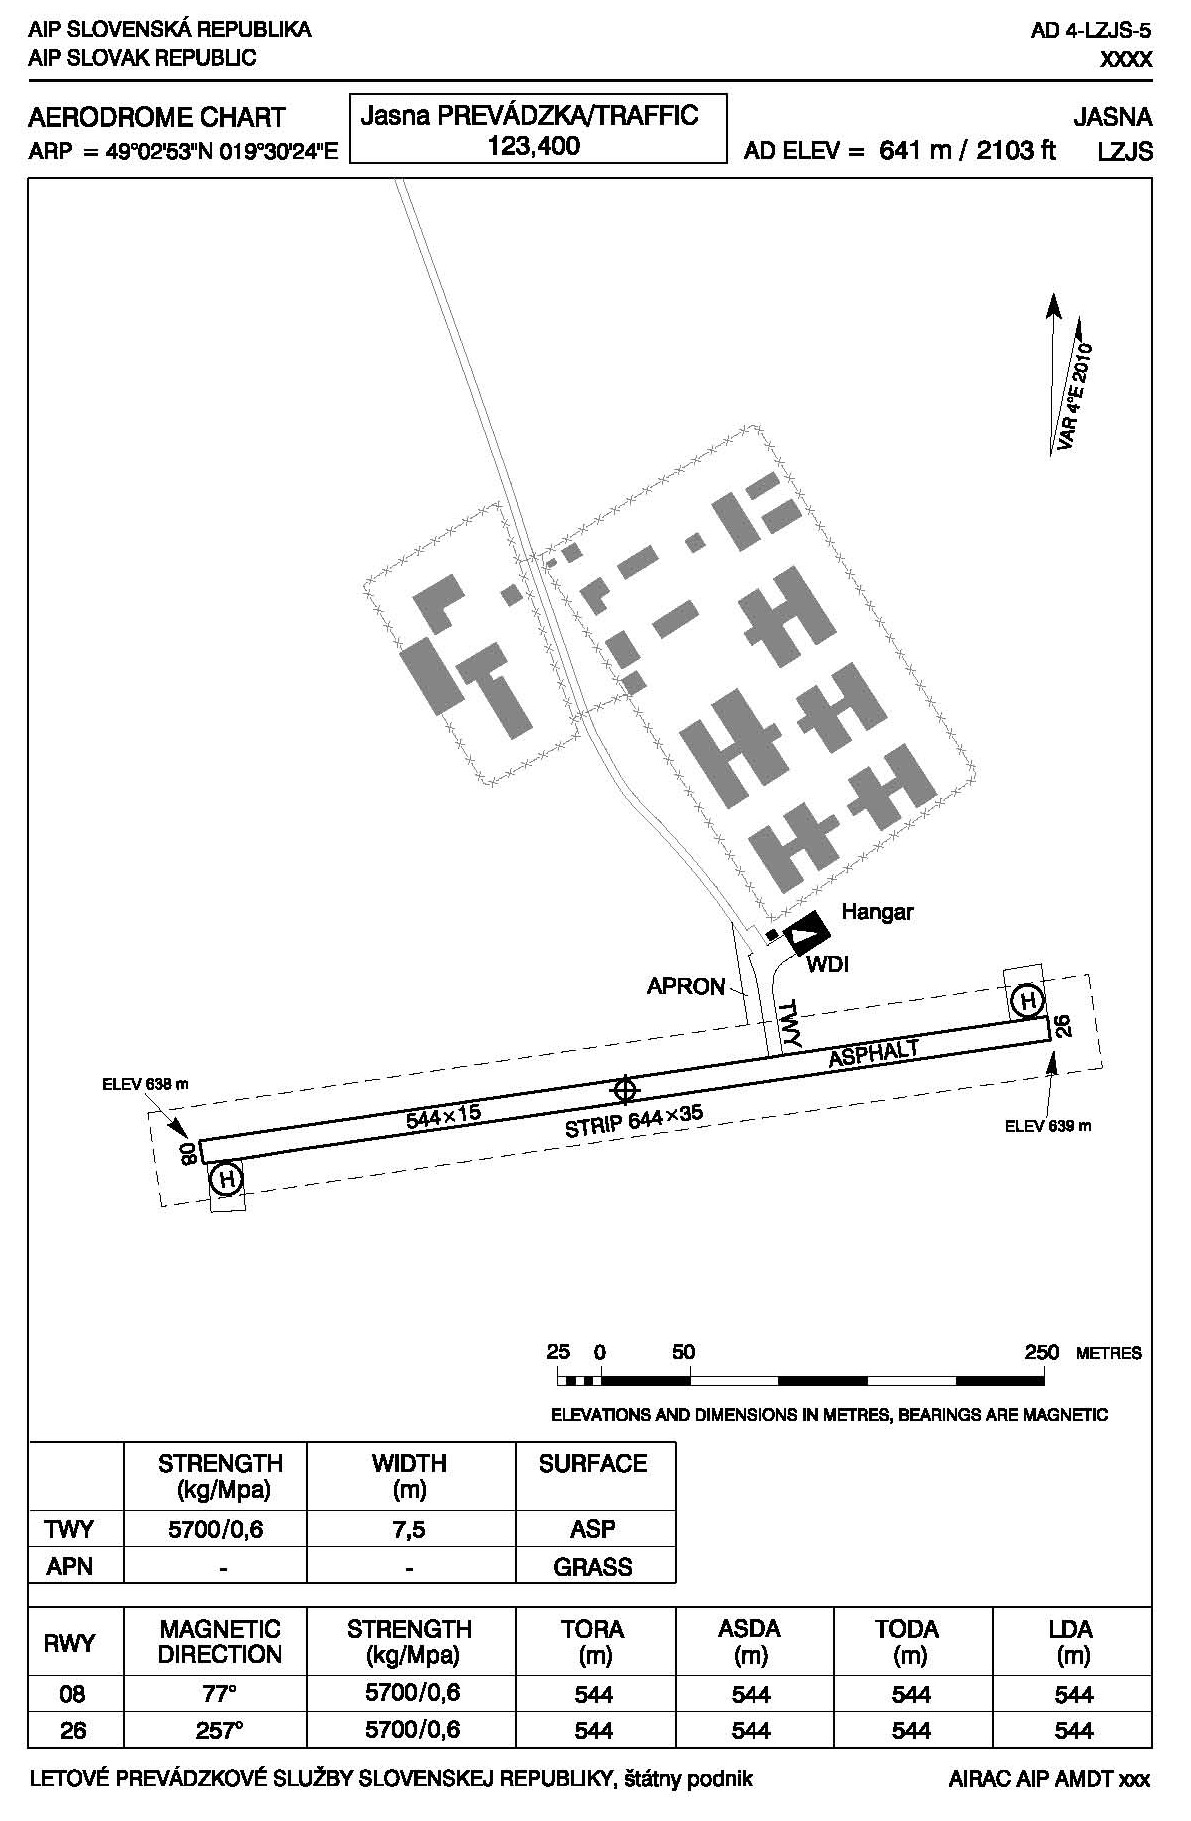 AIP SLOVENSKÁ REPUBLIKA
AD 4-LZJS-5
AIP SLOVAK REPUBLIC
XXXX
AERODROME CHART
Jasna PREVÁDZKA/TRAFFIC
JASNA
ARP = 49°02'53"N 019°30'24"E
123,400
AD ELEV = 641 m / 2103 ft
LZJS
VAR 4°E 2010
Hangar
WDI
APRON
TWY
H
26
ASPHALT
ELEV 638 m
544×15
STRIP 644×35
ELEV 639 m
08
H
25 0 50 250 METRES
ELEVATIONS AND DIMENSIONS IN METRES, BEARINGS ARE MAGNETIC
STRENGTH (kg/Mpa) WIDTH (m) SURFACE
TWY 5700/0,6 7,5 ASP
APN - - GRASS
RWY MAGNETIC DIRECTION STRENGTH (kg/Mpa) TORA (m) ASDA (m) TODA (m) LDA (m)
08 77° 5700/0,6 544 544 544 544
26 257° 5700/0,6 544 544 544 544
LETOVÉ PREVÁDZKOVÉ SLUŽBY SLOVENSKEJ REPUBLIKY, štátny podnik
AIRAC AIP AMDT xxx